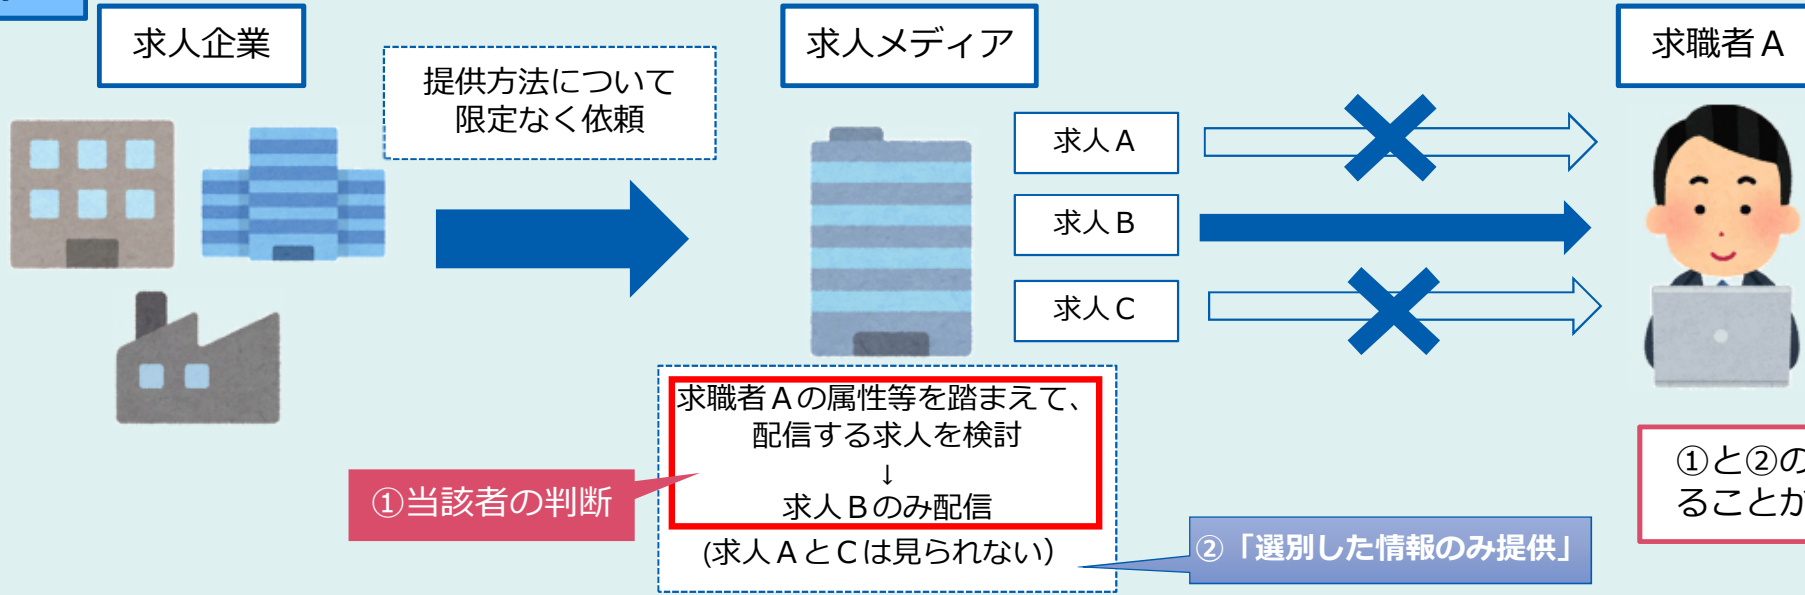 求人企業
提供方法について
限定なく依頼
求人メディア
求人A
求人B
求人C
求職者A
求職者Aの属性等を踏まえて、
配信する求人を検討
↓
求人Bのみ配信
(求人AとCは見られない）
①当該者の判断
②「選別した情報のみ提供」
①と②の
ることが